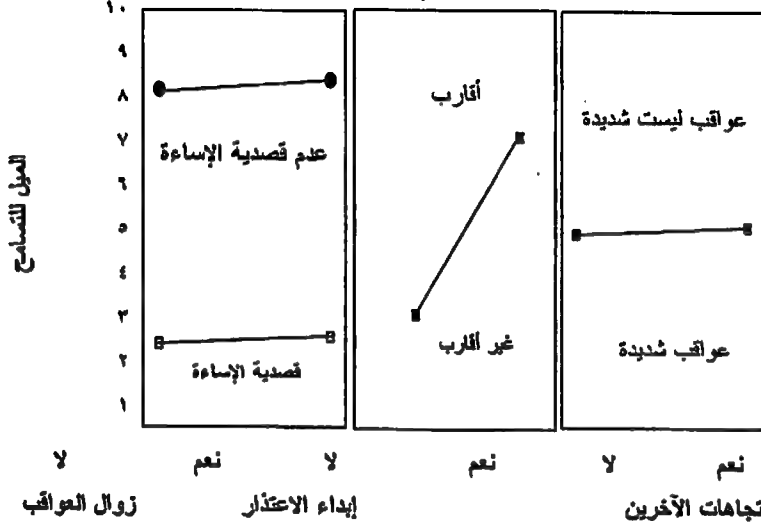 ١٠
٩
٨
٧
٦
٥
٤
٣
٢
١
الميل للتسامح
عدم قصدية الإساءة
قصدية الإساءة
أقارب
غير أقارب
عواقب ليست شديدة
عواقب شديدة
لا نعم لا نعم لا نعم
زوال العواقب إبداء الاعتذار تجاهات الآخرين